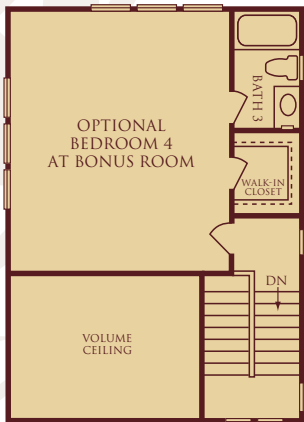 BATH 3
OPTIONAL
BEDROOM 4
AT BONUS ROOM
WALK-IN
CLOSET
DN
VOLUME
CEILING